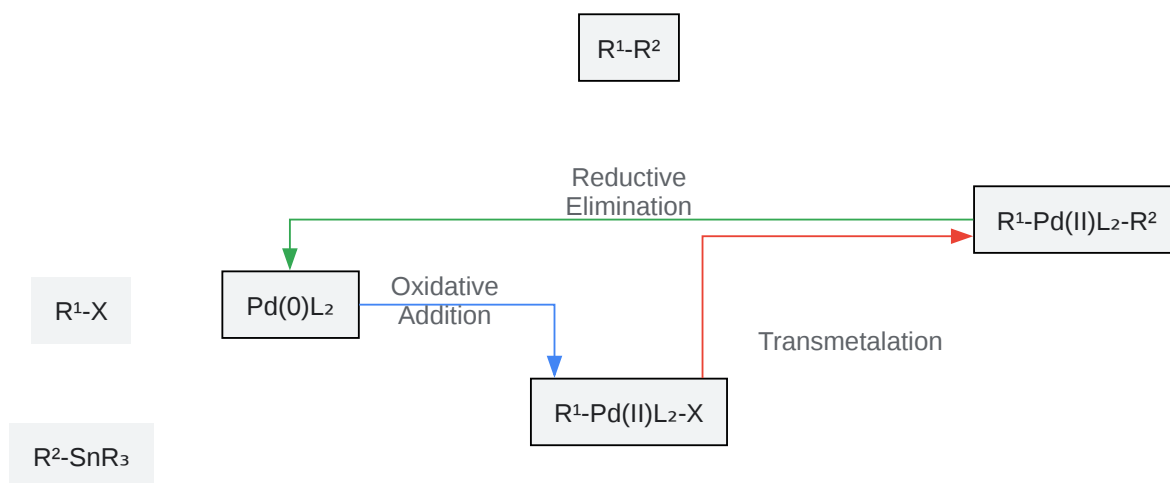 R¹-R²
Reductive
Elimination
R¹-Pd(II)L₂-R²
R¹-X
Pd(0)L₂
Oxidative
Addition
Transmetalation
R¹-Pd(II)L₂-X
R²-SnR₃